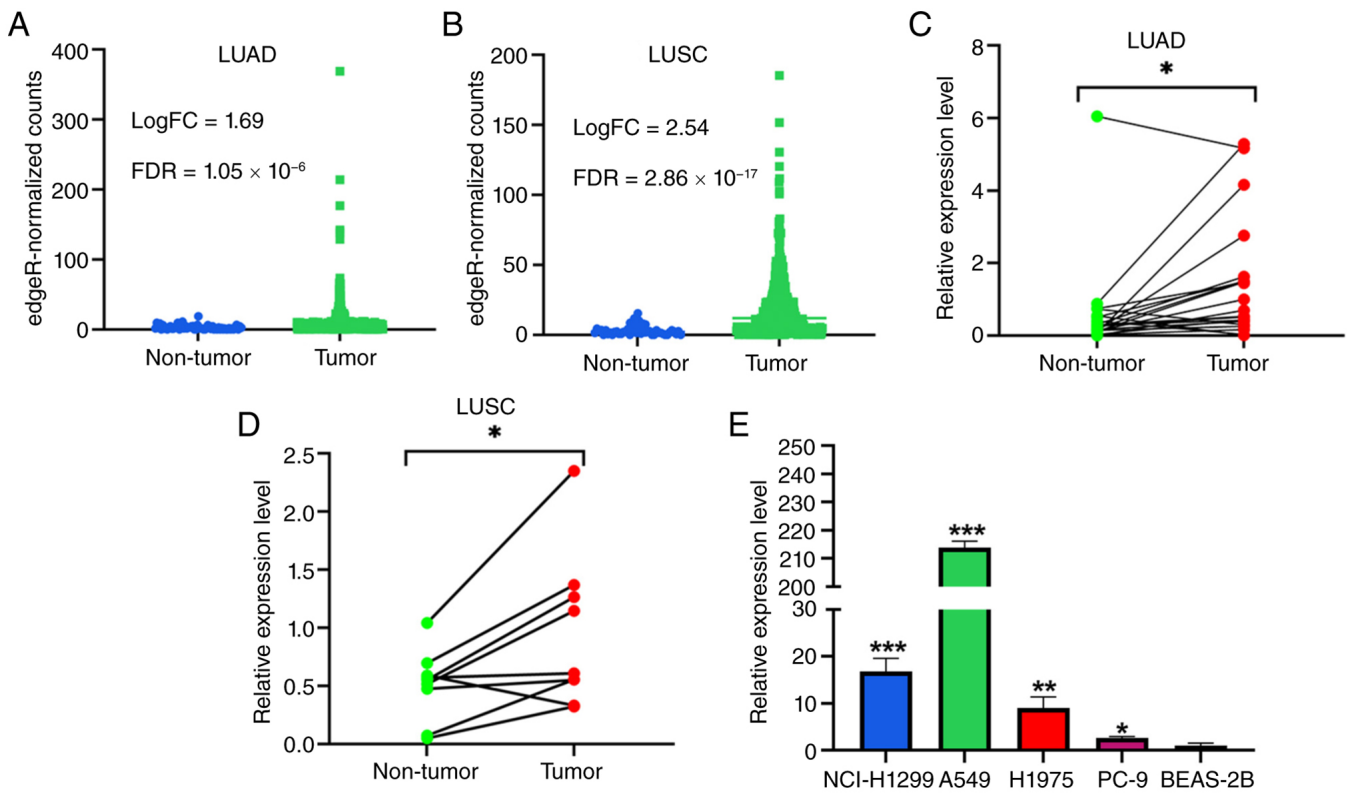 A
LUAD
edgeR-normalized counts
400
300
200
100
0
LogFC = 1.69
FDR = 1.05 × 10⁻⁶
Non-tumor
Tumor
B
LUSC
edgeR-normalized counts
200
150
100
50
0
LogFC = 2.54
FDR = 2.86 × 10⁻¹⁷
Non-tumor
Tumor
C
LUAD
*
Relative expression level
8
6
4
2
0
Non-tumor
Tumor
D
LUSC
*
Relative expression level
2.5
2.0
1.5
1.0
0.5
0.0
Non-tumor
Tumor
E
Relative expression level
250
240
230
220
210
200
30
20
10
0
***
***
**
*
NCI-H1299
A549
H1975
PC-9
BEAS-2B